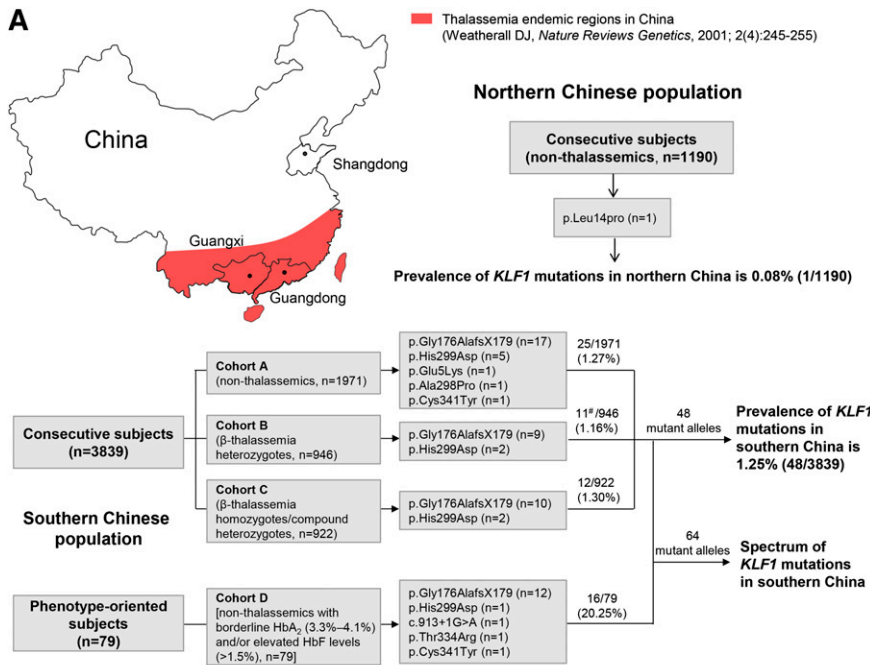 A
Thalassemia endemic regions in China
(Weatherall DJ, Nature Reviews Genetics, 2001; 2(4):245-255)
China
Shangdong
Guangxi
Guangdong
Northern Chinese population
Consecutive subjects
(non-thalassemics, n=1190)
p.Leu14pro (n=1)
Prevalence of KLF1 mutations in northern China is 0.08% (1/1190)
Consecutive subjects
(n=3839)
Southern Chinese
population
Cohort A
(non-thalassemics, n=1971)
p.Gly176AlafsX179 (n=17)
p.His299Asp (n=5)
p.Glu5Lys (n=1)
p.Ala298Pro (n=1)
p.Cys341Tyr (n=1)
25/1971
(1.27%)
Cohort B
(β-thalassemia
heterozygotes, n=946)
p.Gly176AlafsX179 (n=9)
p.His299Asp (n=2)
11#/946
(1.16%)
Cohort C
(β-thalassemia
homozygotes/compound
heterozygotes, n=922)
p.Gly176AlafsX179 (n=10)
p.His299Asp (n=2)
12/922
(1.30%)
48
mutant alleles
Prevalence of KLF1
mutations in
southern China is
1.25% (48/3839)
Phenotype-oriented
subjects
(n=79)
Cohort D
[non-thalassemics with
borderline HbA2 (3.3%–4.1%)
and/or elevated HbF levels
(>1.5%), n=79]
p.Gly176AlafsX179 (n=12)
p.His299Asp (n=1)
c.913+1G>A (n=1)
p.Thr334Arg (n=1)
p.Cys341Tyr (n=1)
16/79
(20.25%)
64
mutant alleles
Spectrum of
KLF1 mutations
in southern China